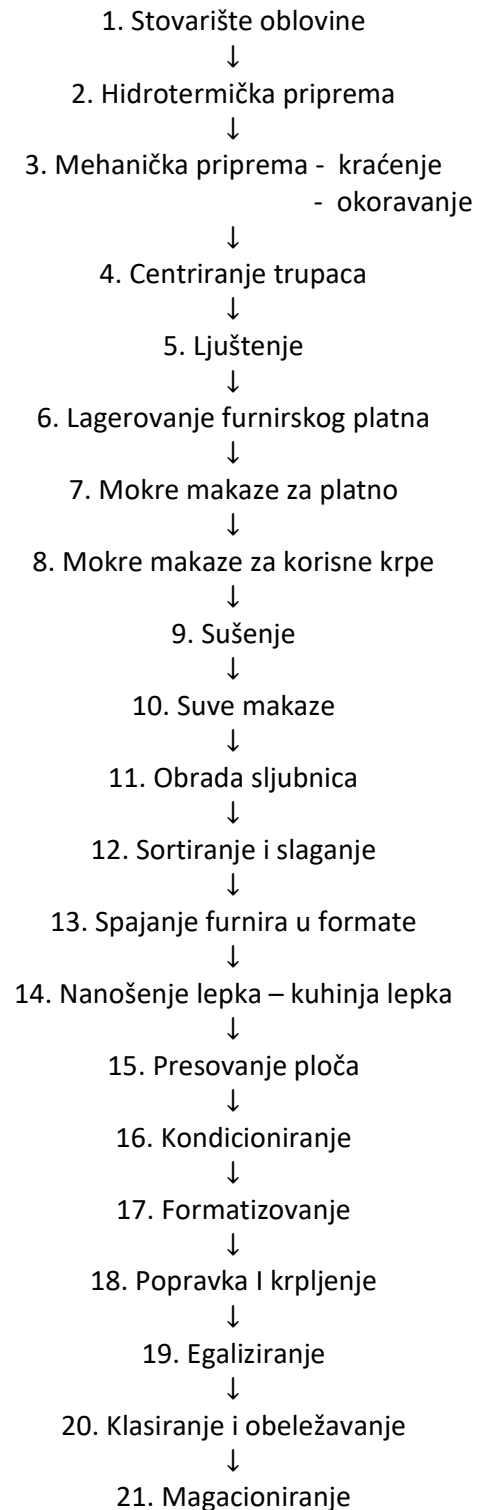 1. Stovarište oblovine
↓
2. Hidrotermička priprema
↓
3. Mehanička priprema - kraćenje
- okoravanje
↓
4. Centriranje trupaca
↓
5. Ljuštenje
↓
6. Lagerovanje furnirskog platna
↓
7. Mokre makaze za platno
↓
8. Mokre makaze za korisne krpe
↓
9. Sušenje
↓
10. Suve makaze
↓
11. Obrada sljubnica
↓
12. Sortiranje i slaganje
↓
13. Spajanje furnira u formate
↓
14. Nanošenje lepka – kuhinja lepka
↓
15. Presovanje ploča
↓
16. Kondicioniranje
↓
17. Formatizovanje
↓
18. Popravka I krpljenje
↓
19. Egaliziranje
↓
20. Klasiranje i obeležavanje
↓
21. Magacioniranje